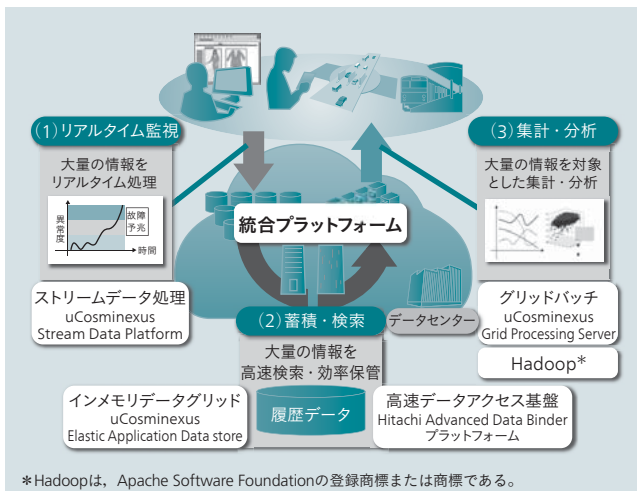 (1)リアルタイム監視
大量の情報を
リアルタイム処理
異常度
故障
予兆
時間
ストリームデータ処理
uCosminexus
Stream Data Platform
(3)集計・分析
大量の情報を対象
とした集計・分析
グリッドバッチ
uCosminexus
Grid Processing Server
Hadoop*
統合プラットフォーム
データセンター
(2)蓄積・検索
大量の情報を
高速検索・効率保管
履歴データ
インメモリデータグリッド
uCosminexus
Elastic Application Data store
高速データアクセス基盤
Hitachi Advanced Data Binder
プラットフォーム
*Hadoopは，Apache Software Foundationの登録商標または商標である。